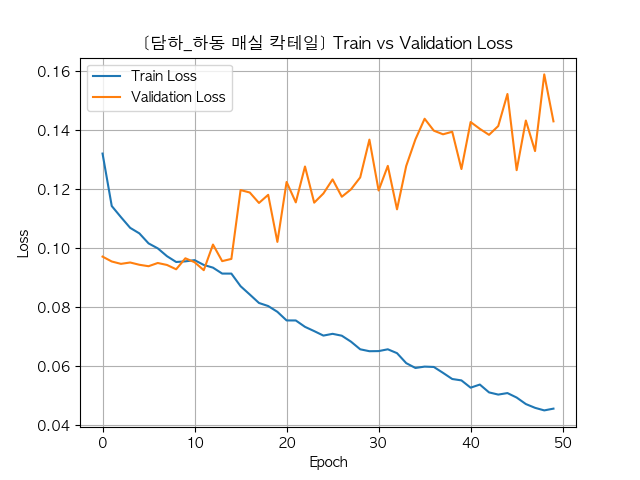 [담하_하동 매실 칵테일] Train vs Validation Loss
Train Loss
Validation Loss
Loss
0.16
0.14
0.12
0.10
0.08
0.06
0.04
0
10
20
30
40
50
Epoch